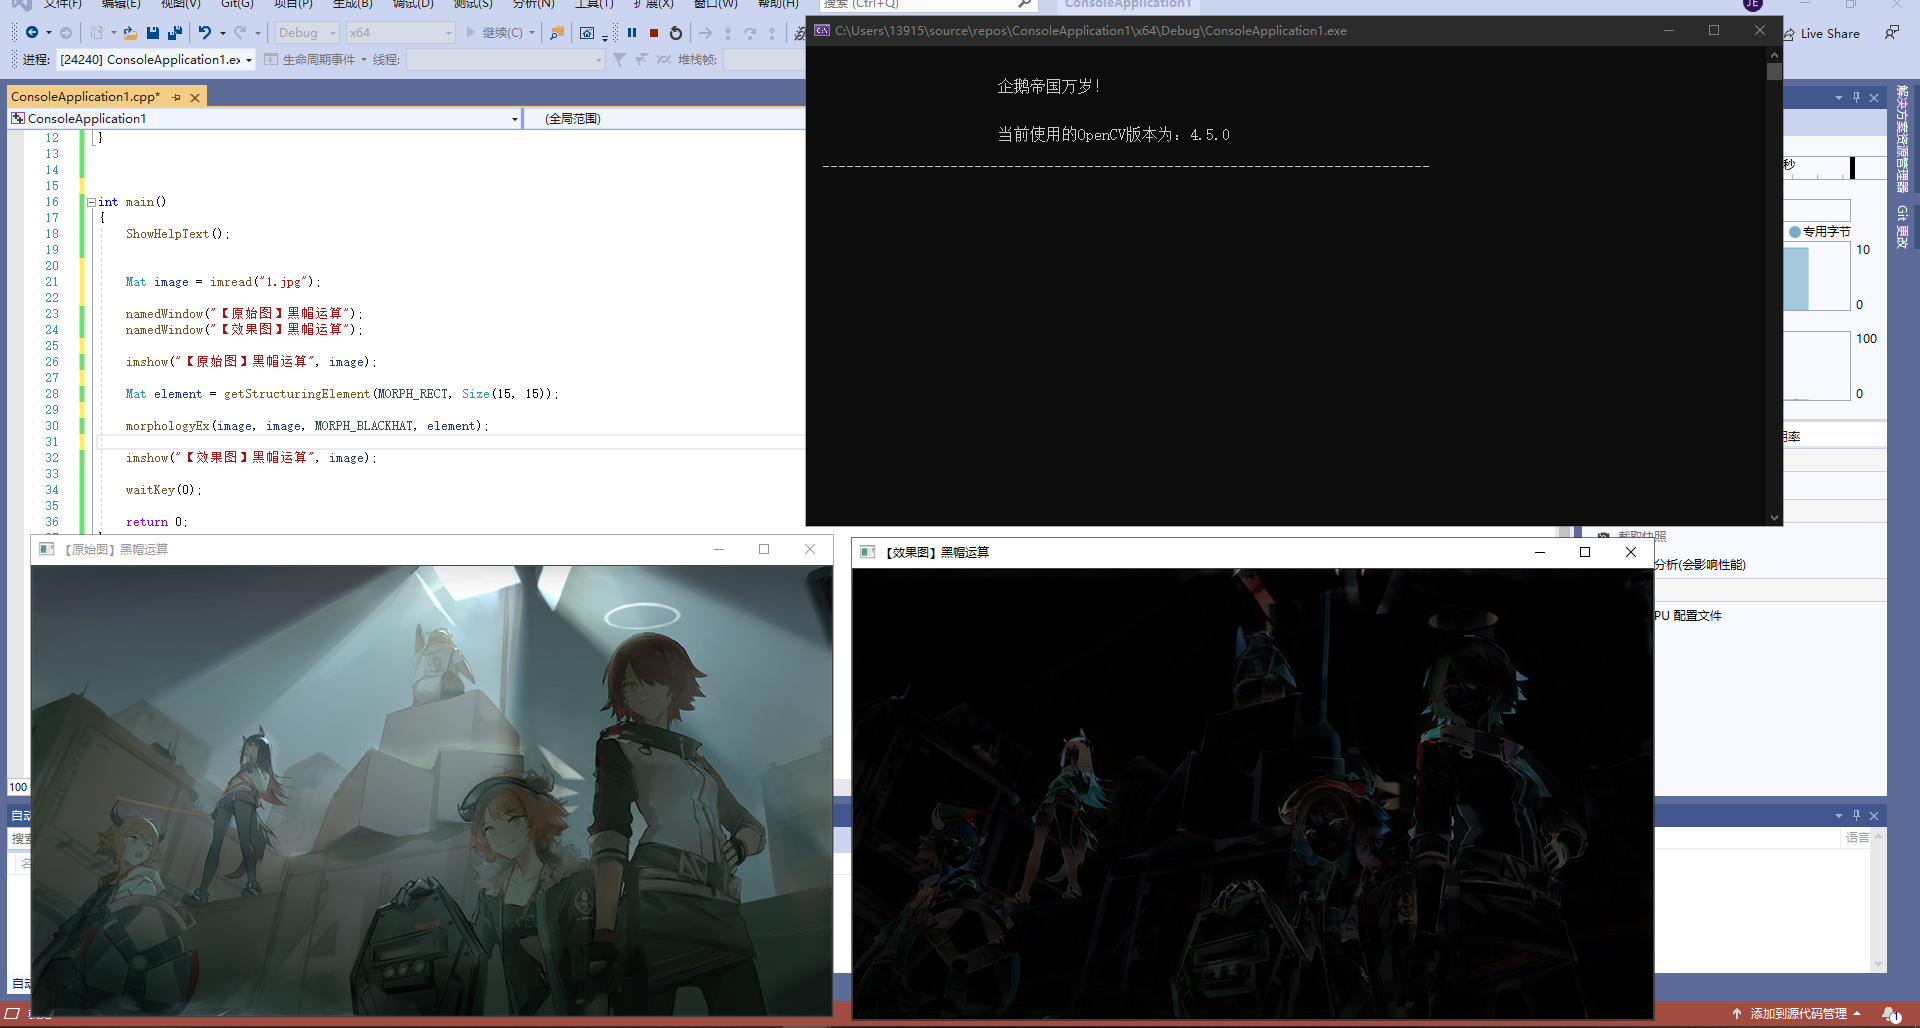 文件(F) 编辑(E) 视图(V) Git(G) 项目(P) 生成(B) 调试(D) 测试(S) 分析(N) 工具(T) 扩展(X) 窗口(W) 帮助(H) 搜索 (Ctrl+Q) ConsoleApplication1 JE
Debug x64 继续(C) Live Share
进程: [24240] ConsoleApplication1.ex 生命周期事件 线程: 堆栈帧:
ConsoleApplication1.cpp*
ConsoleApplication1 (全局范围)
12 }
13
14
15
16 int main()
17 {
18 ShowHelpText();
19
20
21 Mat image = imread("1.jpg");
22
23 namedWindow("【原始图】黑帽运算");
24 namedWindow("【效果图】黑帽运算");
25
26 imshow("【原始图】黑帽运算", image);
27
28 Mat element = getStructuringElement(MORPH_RECT, Size(15, 15));
29
30 morphologyEx(image, image, MORPH_BLACKHAT, element);
31
32 imshow("【效果图】黑帽运算", image);
33
34 waitKey(0);
35
36 return 0;
100
C:\Users\13915\source\repos\ConsoleApplication1\x64\Debug\ConsoleApplication1.exe
企鹅帝国万岁!
当前使用的OpenCV版本为: 4.5.0
----------------------------------------------------------------------------
秒
专用字节
10
0
100
0
用率
截取快照
分析(会影响性能)
PU 配置文件
解决方案资源管理器
Git 更改
【原始图】黑帽运算
【效果图】黑帽运算
自动
搜索
名
语言
自动
添加到源代码管理
1